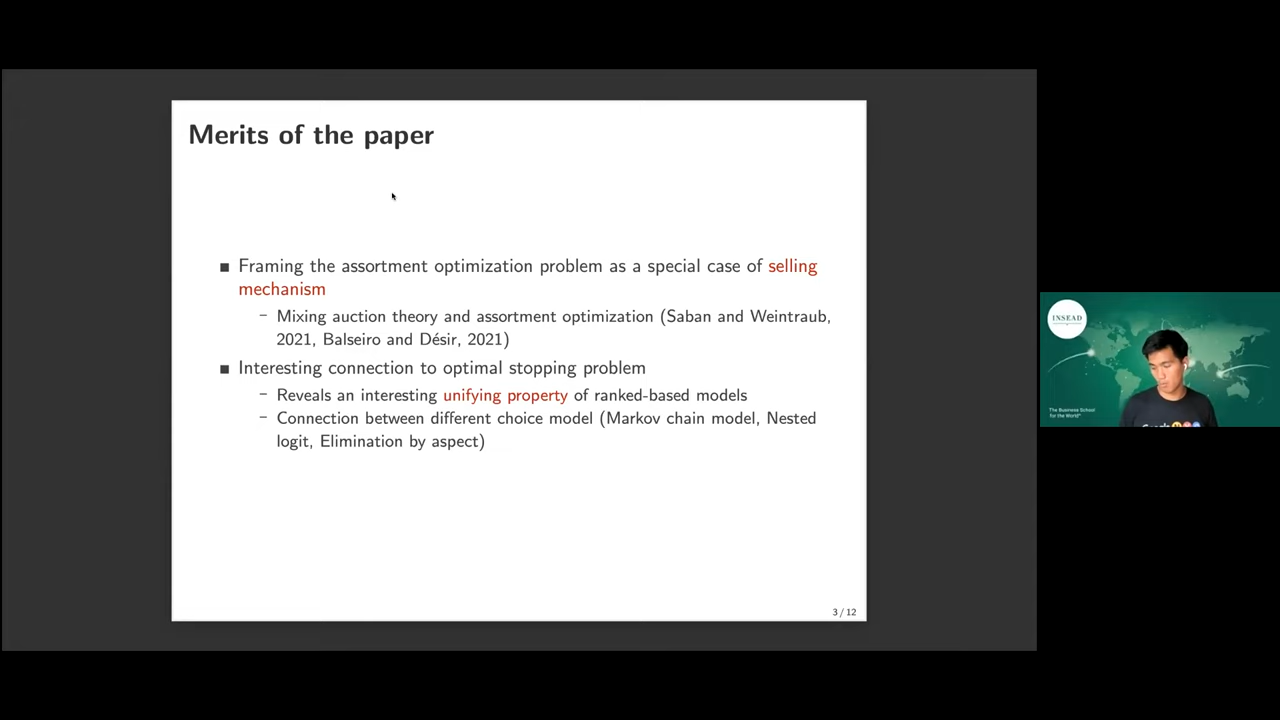 Merits of the paper
■ Framing the assortment optimization problem as a special case of selling
mechanism
– Mixing auction theory and assortment optimization (Saban and Weintraub,
2021, Balseiro and Désir, 2021)
■ Interesting connection to optimal stopping problem
– Reveals an interesting unifying property of ranked-based models
– Connection between different choice model (Markov chain model, Nested
logit, Elimination by aspect)
3 / 12
INSEAD
The Business School
for the World®